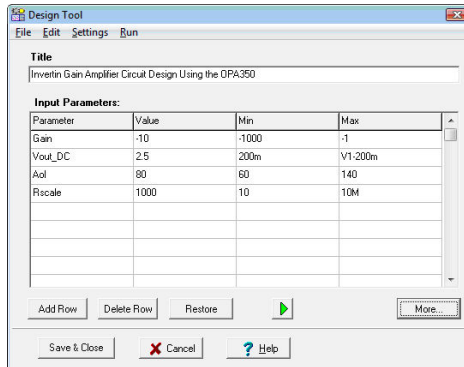 Design Tool
File Edit Settings Run
Title
Invertin Gain Amplifier Circuit Design Using the OPA350
Input Parameters:
Parameter Value Min Max
Gain -10 -1000 -1
Vout_DC 2.5 200m V1-200m
Aol 80 60 140
Rscale 1000 10 10M
Add Row Delete Row Restore More...
Save & Close Cancel ? Help